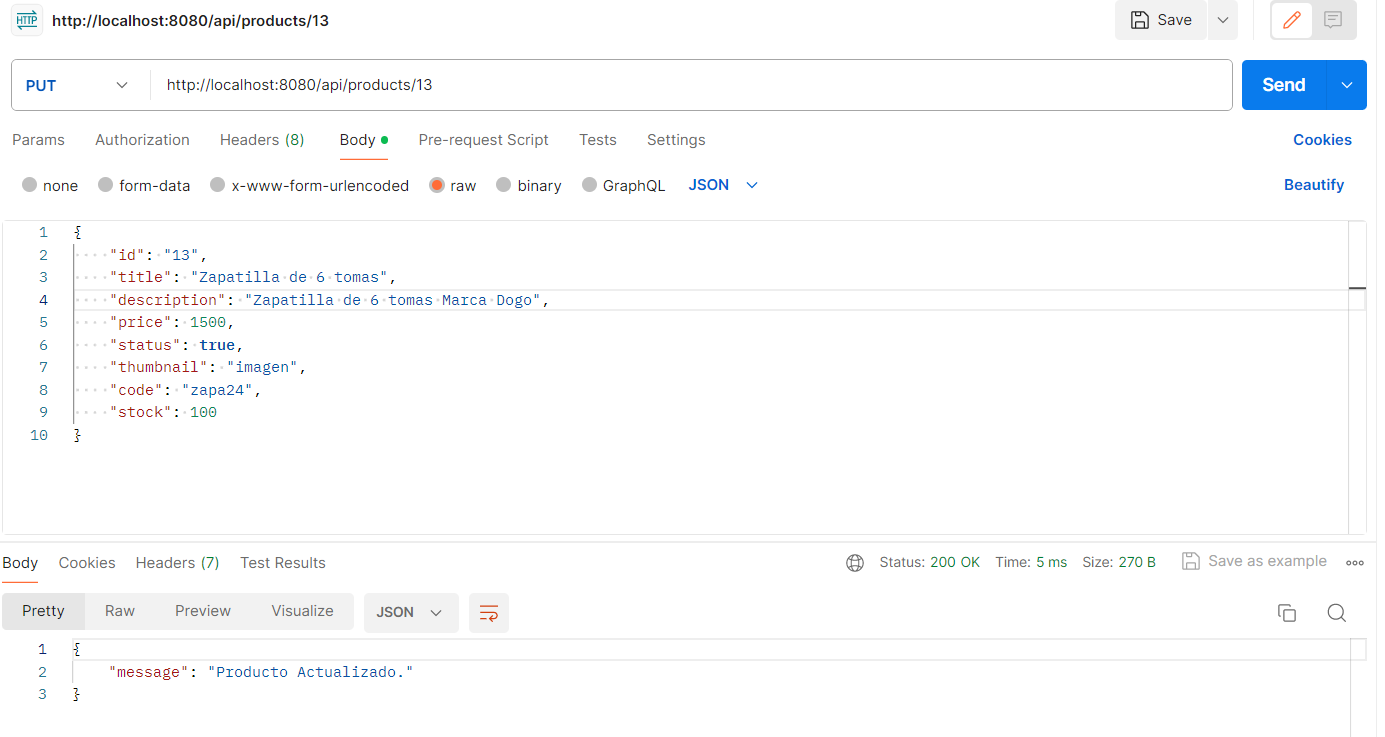 HTTP http://localhost:8080/api/products/13 Save
PUT http://localhost:8080/api/products/13 Send
Params Authorization Headers (8) Body Pre-request Script Tests Settings Cookies
none form-data x-www-form-urlencoded raw binary GraphQL JSON Beautify
1 {
2 "id": "13",
3 "title": "Zapatilla de 6 tomas",
4 "description": "Zapatilla de 6 tomas Marca Dogo",
5 "price": 1500,
6 "status": true,
7 "thumbnail": "imagen",
8 "code": "zapa24",
9 "stock": 100
10 }
Body Cookies Headers (7) Test Results Status: 200 OK Time: 5 ms Size: 270 B Save as example
Pretty Raw Preview Visualize JSON
1 {
2 "message": "Producto Actualizado."
3 }